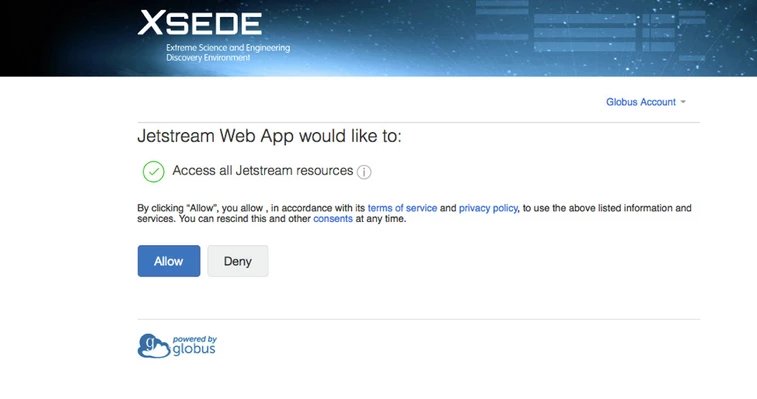 XSEDE
Extreme Science and Engineering
Discovery Environment
Globus Account
Jetstream Web App would like to:
Access all Jetstream resources i
By clicking “Allow”, you allow , in accordance with its terms of service and privacy policy, to use the above listed information and
services. You can rescind this and other consents at any time.
Allow Deny
g powered by
globus